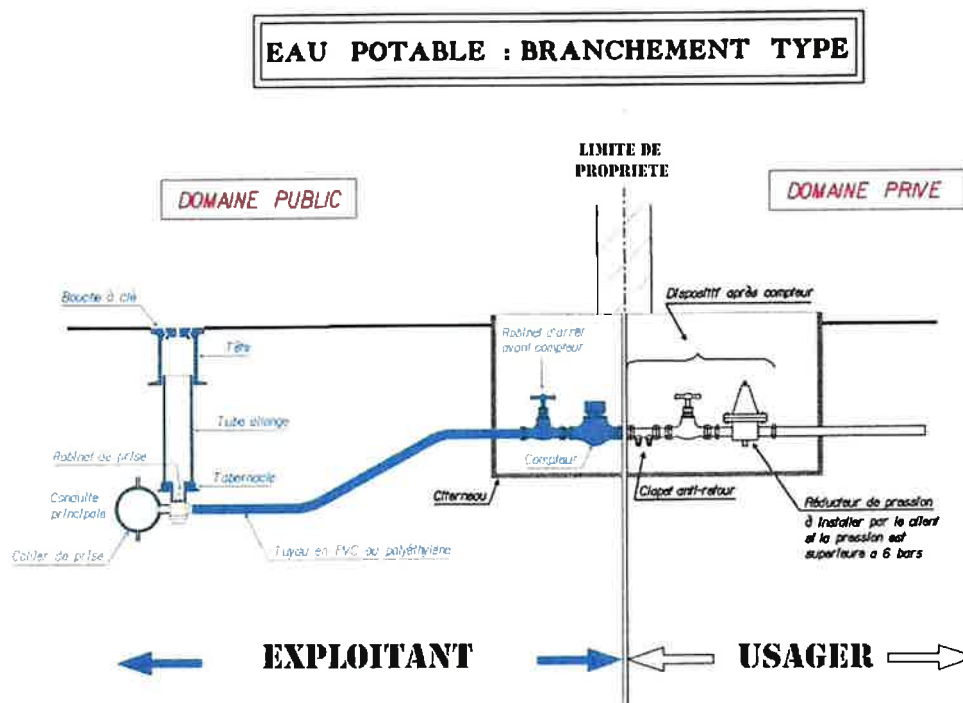 EAU POTABLE : BRANCHEMENT TYPE
LIMITE DE
PROPRIETE
DOMAINE PUBLIC
DOMAINE PRIVE
Bouche à clé
Dispositif après compteur
Robinet d'arrêt
avant compteur
Tête
Tube allonge
Robinet de prise
Tabernacle
Compteur
Conduite
principale
Citerneau
Clapet anti-retour
Réducteur de pression
à installer par le client
si la pression est
superieure a 6 bars
Collier de prise
Tuyau en PVC ou polyéthylène
EXPLOITANT
USAGER